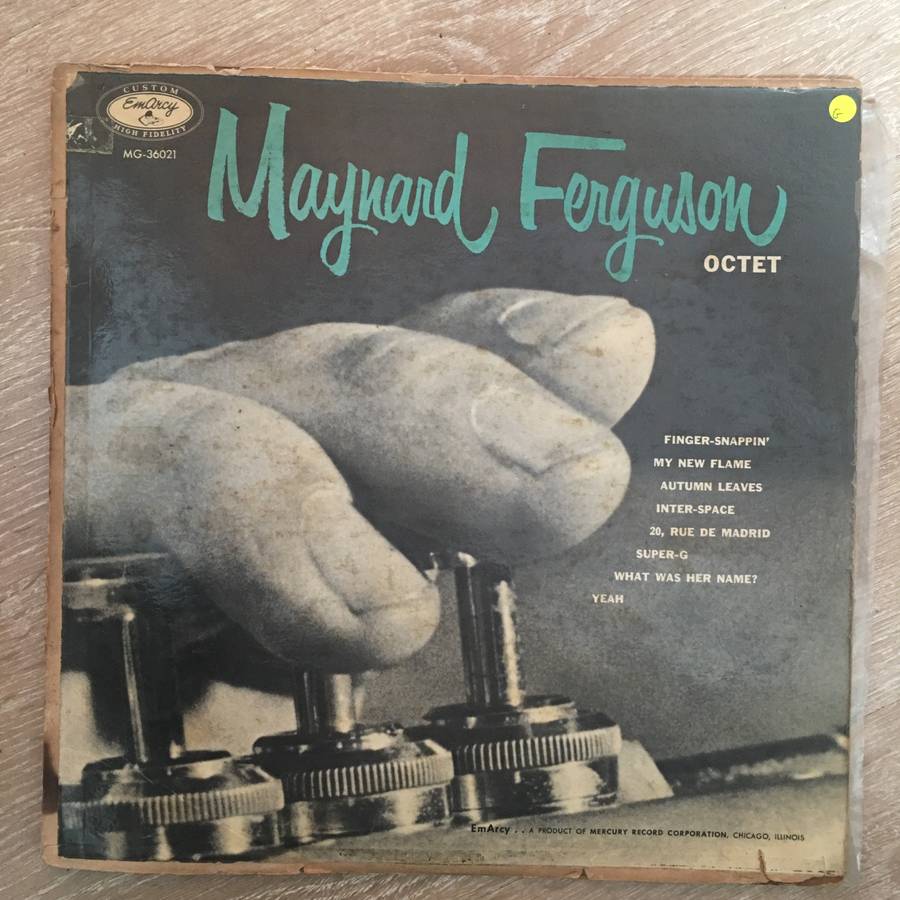 CUSTOM
EmArcy
HIGH FIDELITY
MG-36021
G
Maynard Ferguson
OCTET
FINGER-SNAPPIN'
MY NEW FLAME
AUTUMN LEAVES
INTER-SPACE
20, RUE DE MADRID
SUPER-G
WHAT WAS HER NAME?
YEAH
EmArcy . . A PRODUCT OF MERCURY RECORD CORPORATION, CHICAGO, ILLINOIS